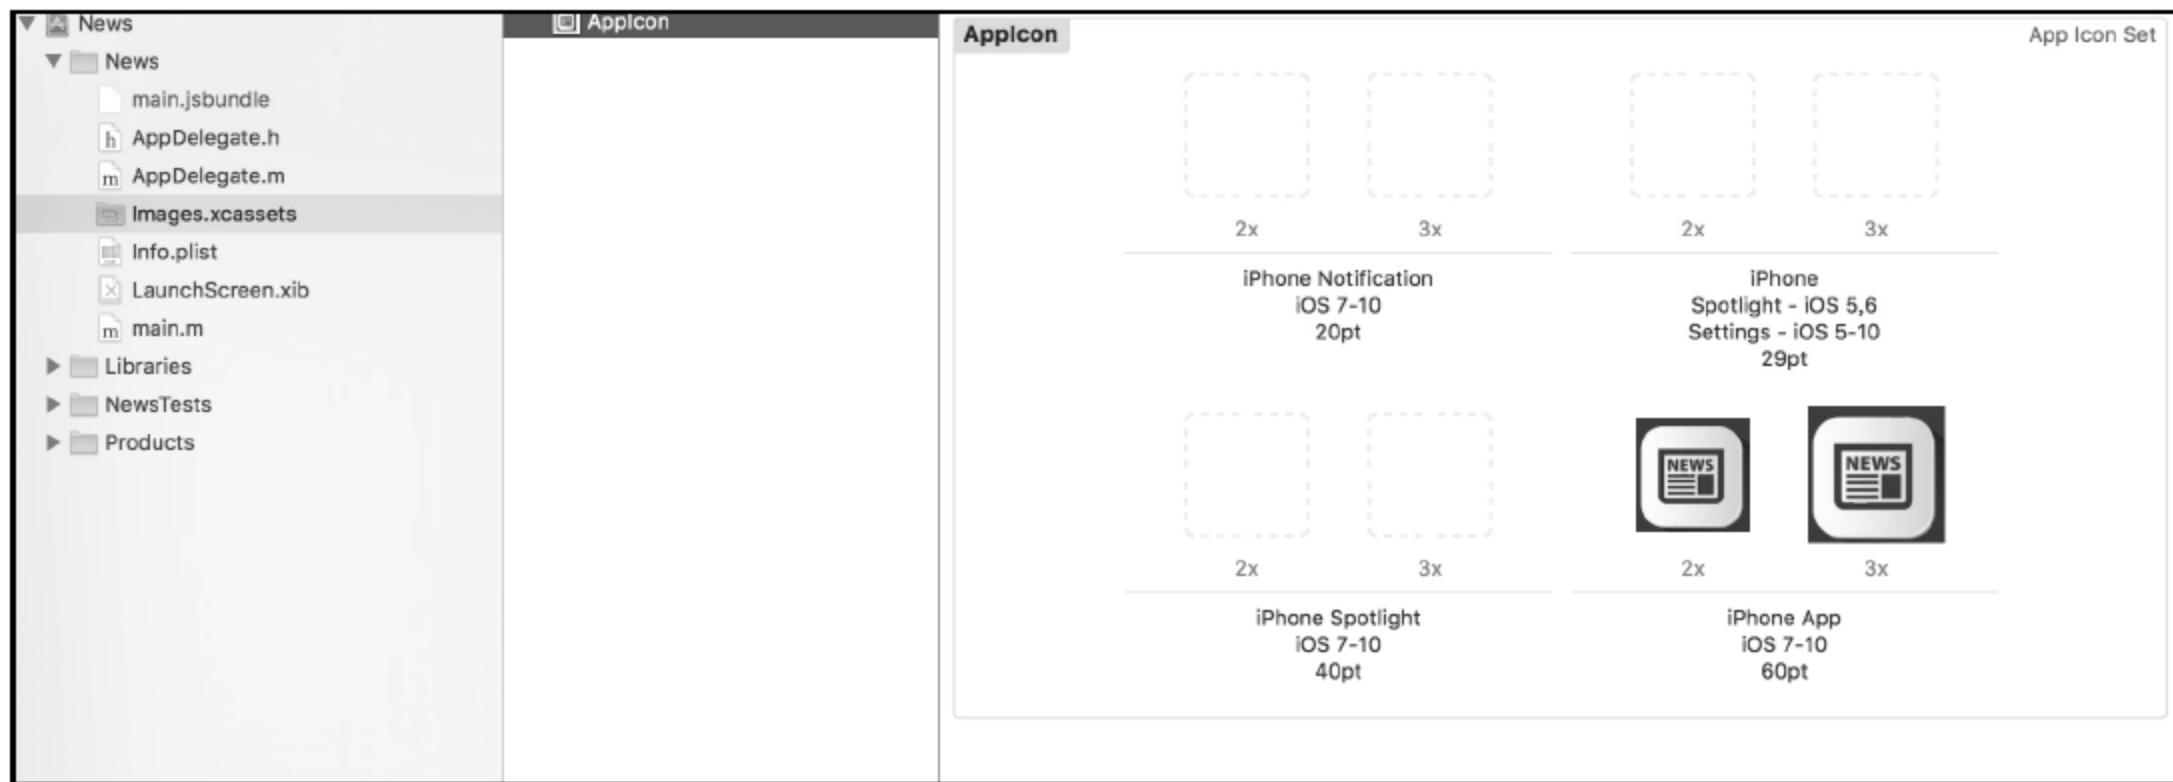 News
News
main.jsbundle
AppDelegate.h
AppDelegate.m
Images.xcassets
Info.plist
LaunchScreen.xib
main.m
Libraries
NewsTests
Products
AppIcon
AppIcon
App Icon Set
2x 3x
iPhone Notification
iOS 7-10
20pt
2x 3x
iPhone
Spotlight - iOS 5,6
Settings - iOS 5-10
29pt
2x 3x
iPhone Spotlight
iOS 7-10
40pt
NEWS NEWS
2x 3x
iPhone App
iOS 7-10
60pt